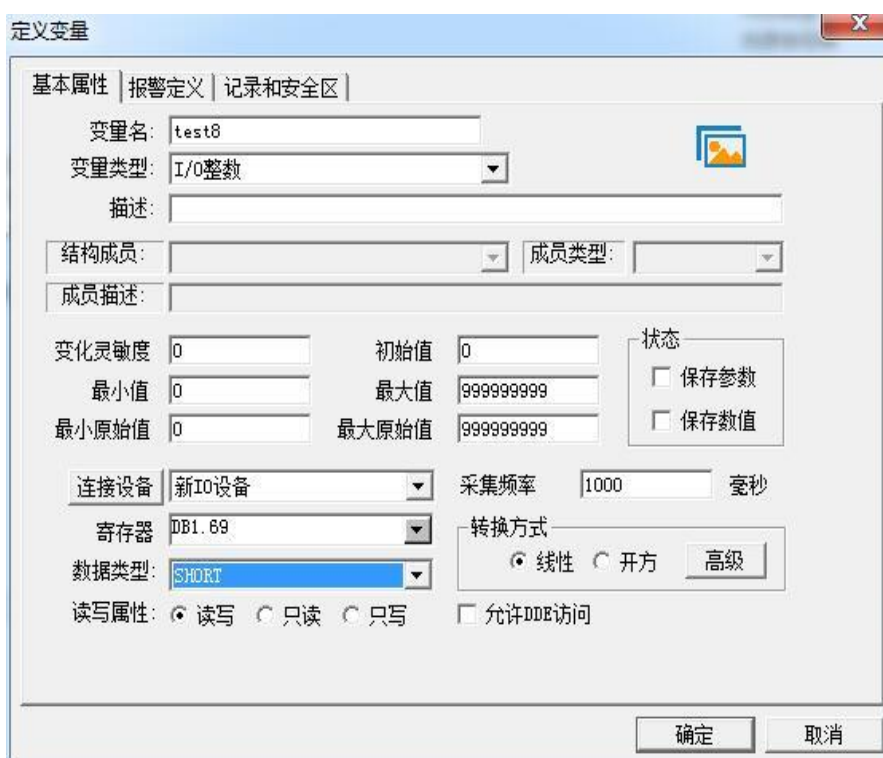 定义变量
基本属性 报警定义 记录和安全区
变量名: test8
变量类型: I/O整数
描述:
结构成员: 成员类型:
成员描述:
变化灵敏度 0 初始值 0 状态
最小值 0 最大值 999999999 保存参数
最小原始值 0 最大原始值 999999999 保存数值
连接设备 新IO设备 采集频率 1000 毫秒
寄存器 DB1.69 转换方式
数据类型: SHORT 线性 开方 高级
读写属性: 读写 只读 只写 允许DDE访问
确定 取消